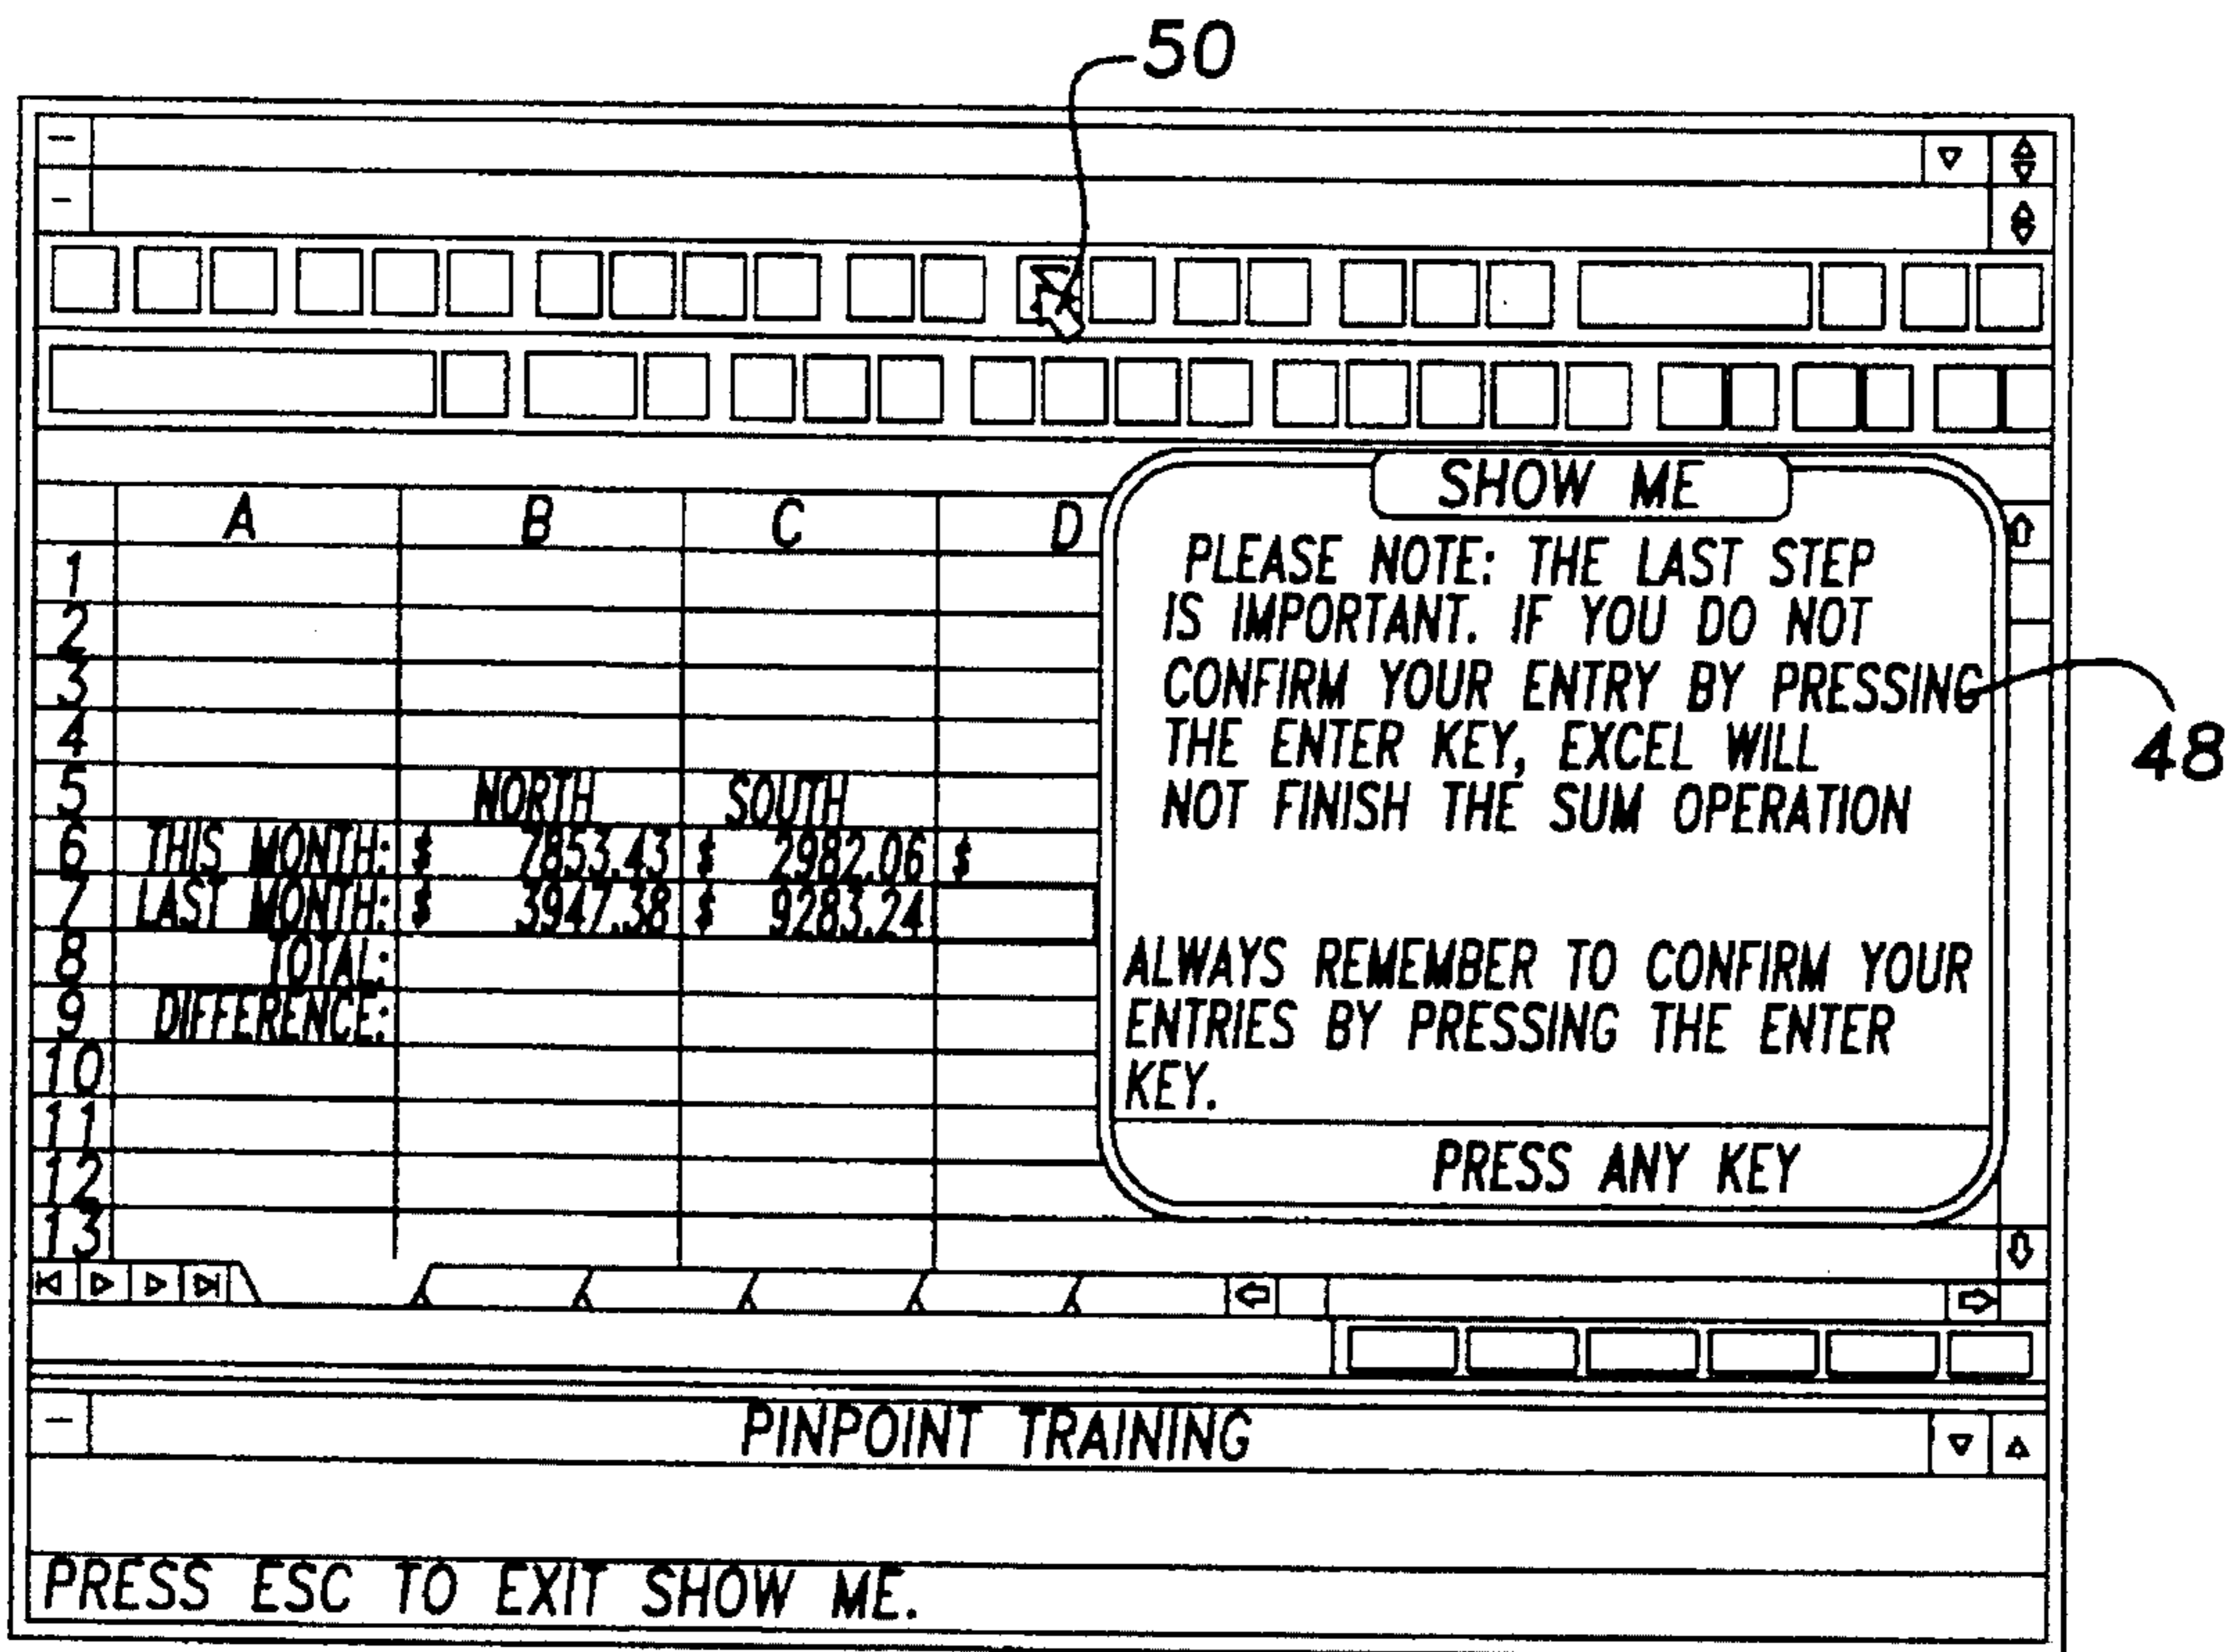 50
SHOW ME
A B C D
PLEASE NOTE: THE LAST STEP
IS IMPORTANT. IF YOU DO NOT
CONFIRM YOUR ENTRY BY PRESSING
THE ENTER KEY, EXCEL WILL
NOT FINISH THE SUM OPERATION
ALWAYS REMEMBER TO CONFIRM YOUR
ENTRIES BY PRESSING THE ENTER
KEY.
PRESS ANY KEY
48
1
2
3
4
5 NORTH SOUTH
6 THIS MONTH: $ 7853.43 $ 2982.06 $
7 LAST MONTH: $ 3947.38 $ 9283.24
8 TOTAL:
9 DIFFERENCE:
10
11
12
13
PINPOINT TRAINING
PRESS ESC TO EXIT SHOW ME.